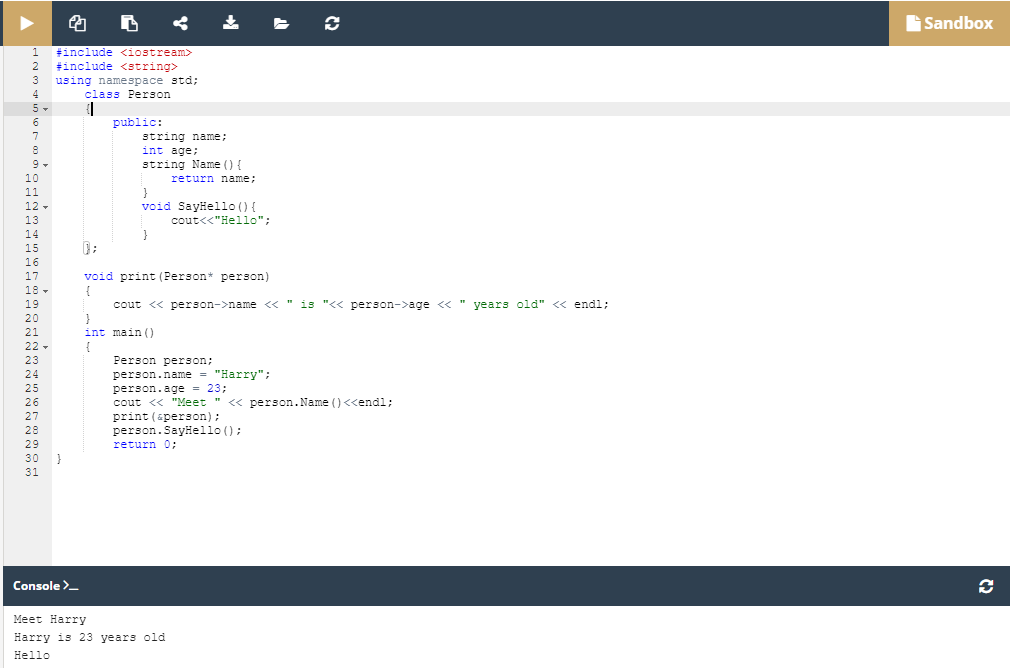 Sandbox
1 #include <iostream>
2 #include <string>
3 using namespace std;
4     class Person
5     {
6         public:
7             string name;
8             int age;
9             string Name(){
10                 return name;
11             }
12             void SayHello(){
13                 cout<<"Hello";
14             }
15     };
16
17     void print(Person* person)
18     {
19         cout << person->name << " is "<< person->age << " years old" << endl;
20     }
21     int main()
22     {
23         Person person;
24         person.name = "Harry";
25         person.age = 23;
26         cout << "Meet " << person.Name()<<endl;
27         print(&person);
28         person.SayHello();
29         return 0;
30 }
31
Console >_
Meet Harry
Harry is 23 years old
Hello